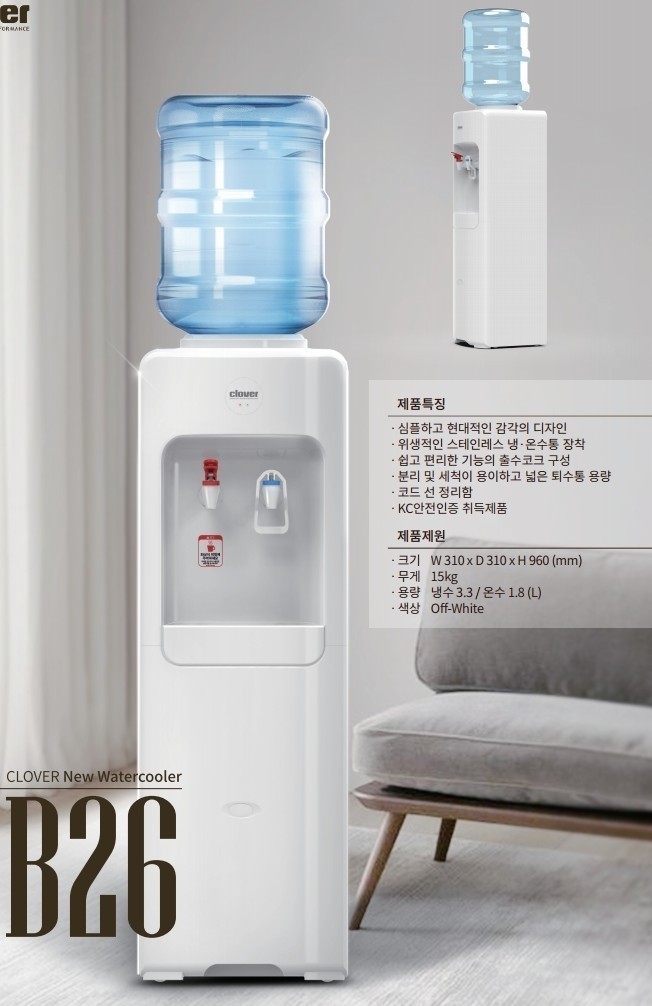 er
FORMANCE
clover
제품특징
· 심플하고 현대적인 감각의 디자인
· 위생적인 스테인레스 냉·온수통 장착
· 쉽고 편리한 기능의 출수코크 구성
· 분리 및 세척이 용이하고 넓은 퇴수통 용량
· 코드 선 정리함
· KC안전인증 취득제품
제품제원
· 크기 W 310 x D 310 x H 960 (mm)
· 무게 15kg
· 용량 냉수 3.3 / 온수 1.8 (L)
· 색상 Off-White
CLOVER New Watercooler
B26